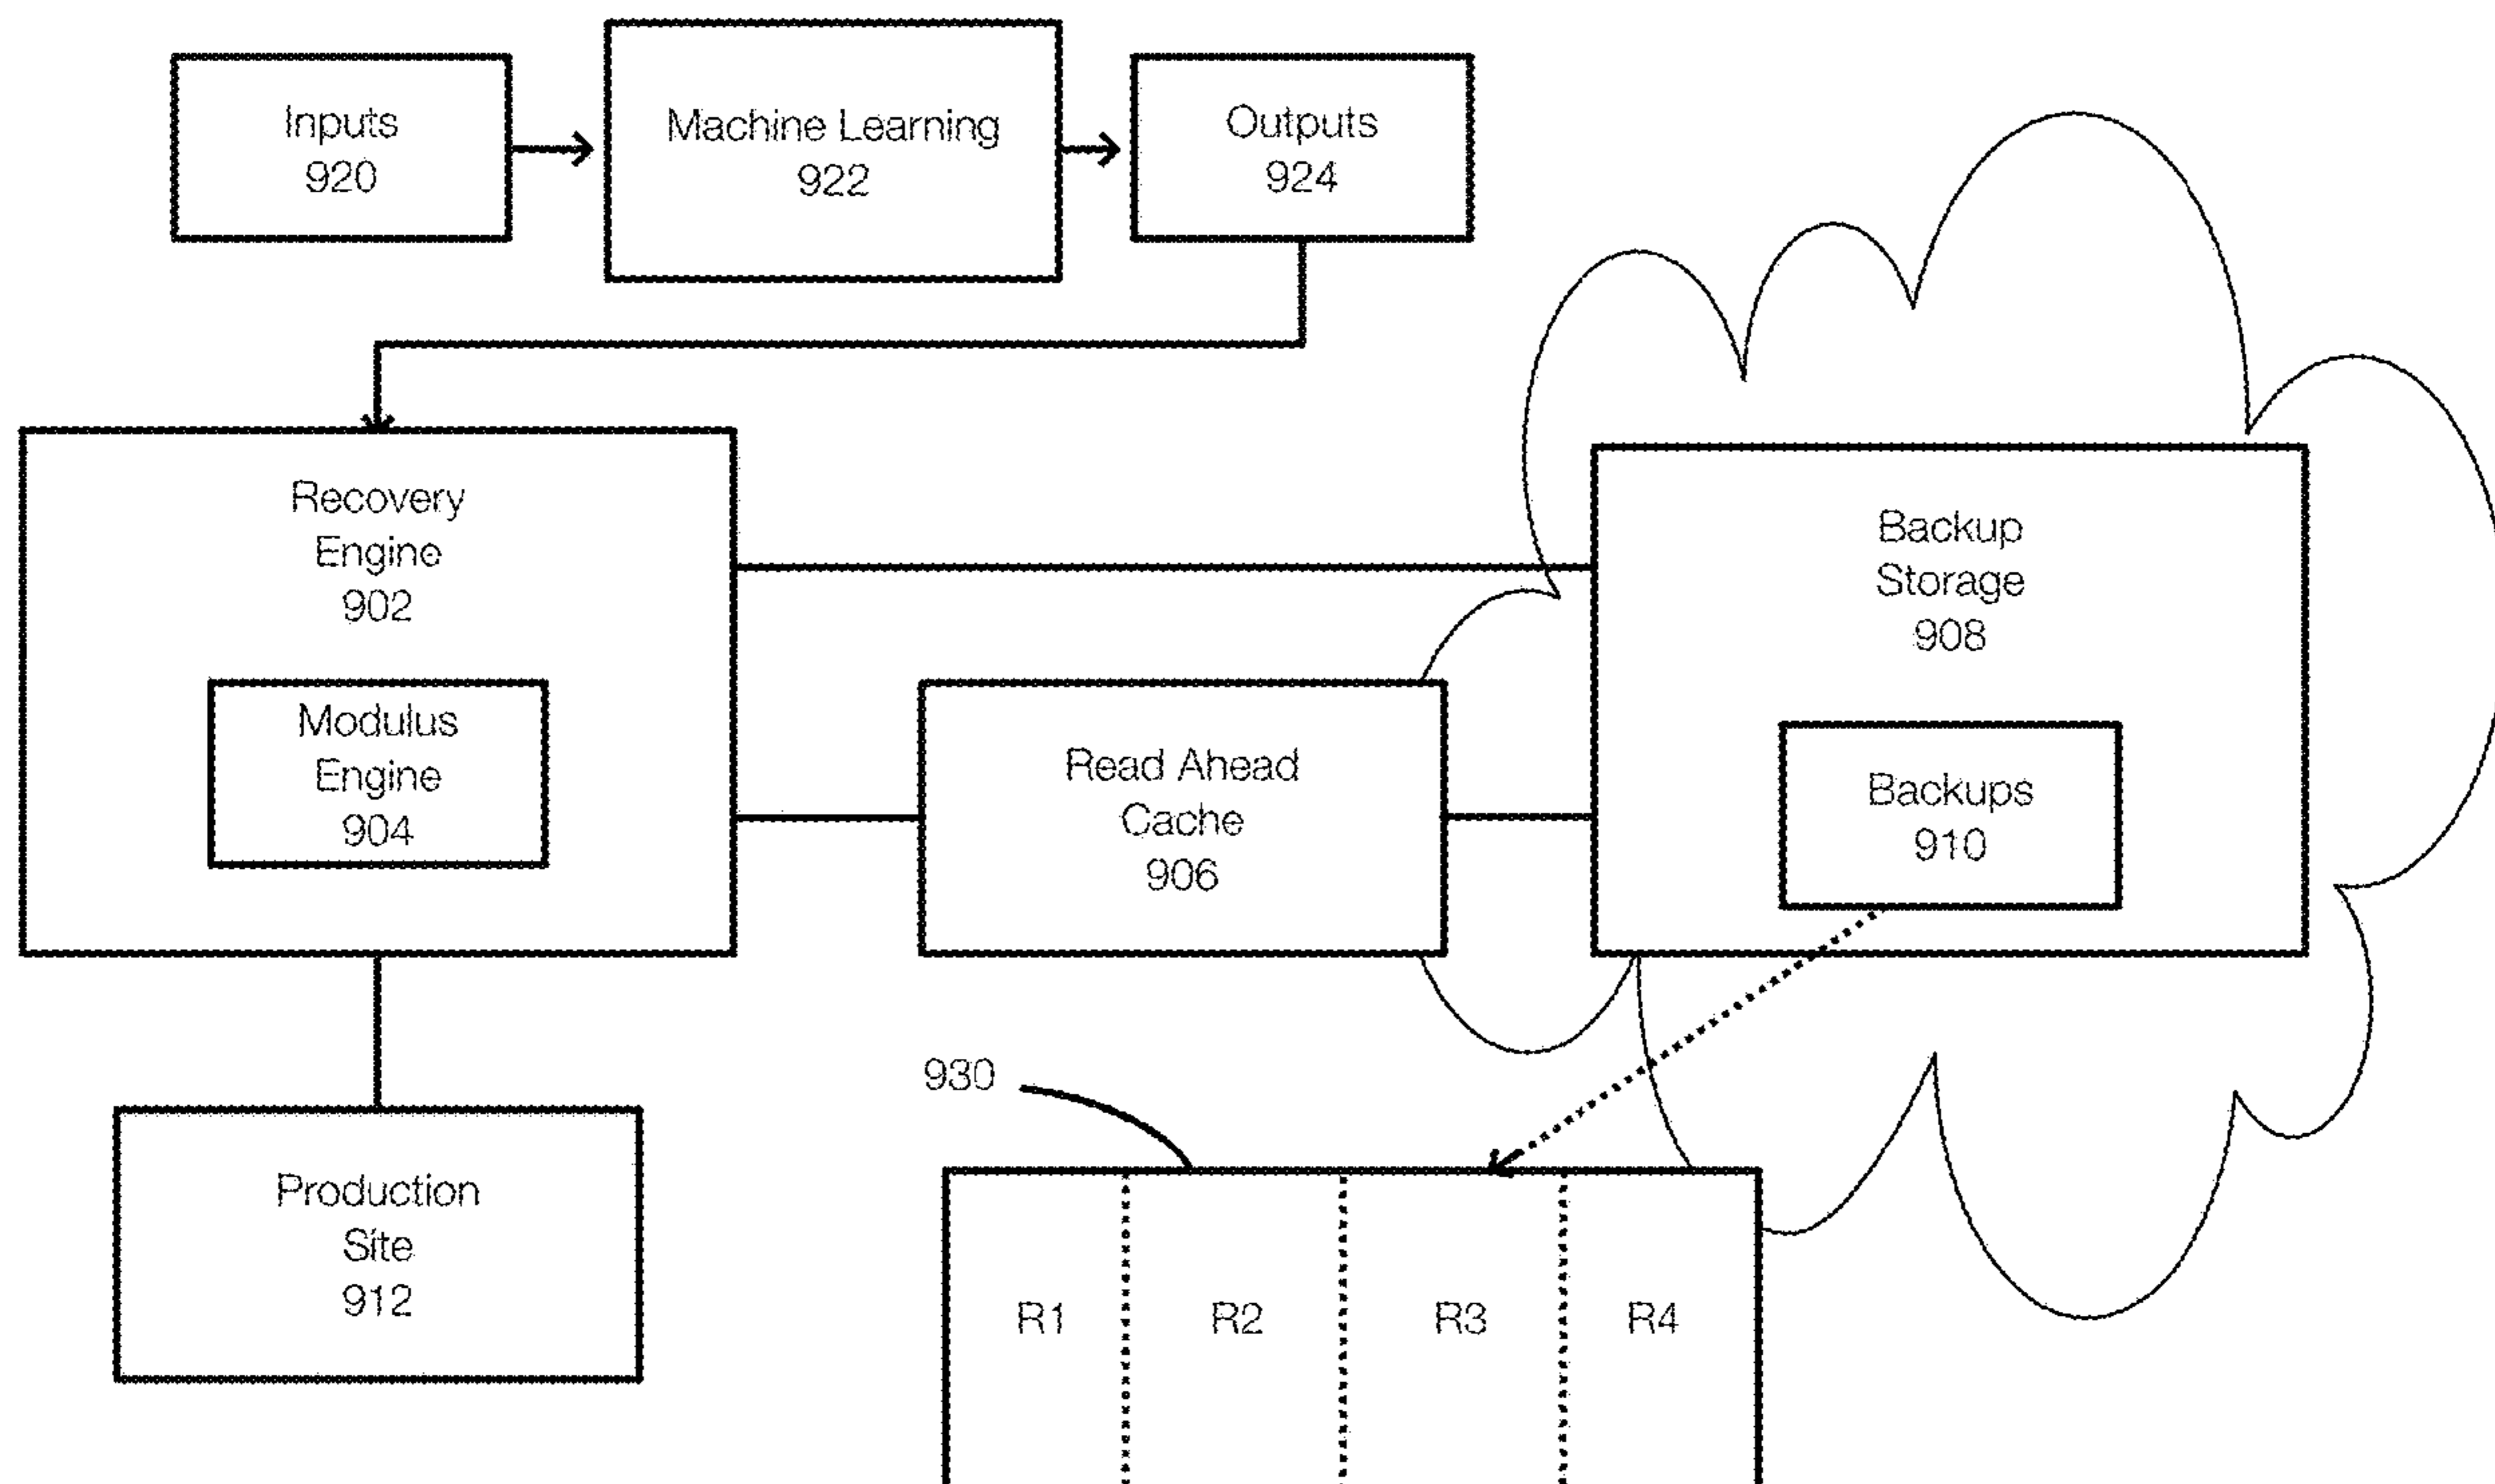 Inputs
920
Machine Learning
922
Outputs
924
Recovery
Engine
902
Modulus
Engine
904
Read Ahead
Cache
906
Backup
Storage
908
Backups
910
Production
Site
912
930
R1
R2
R3
R4